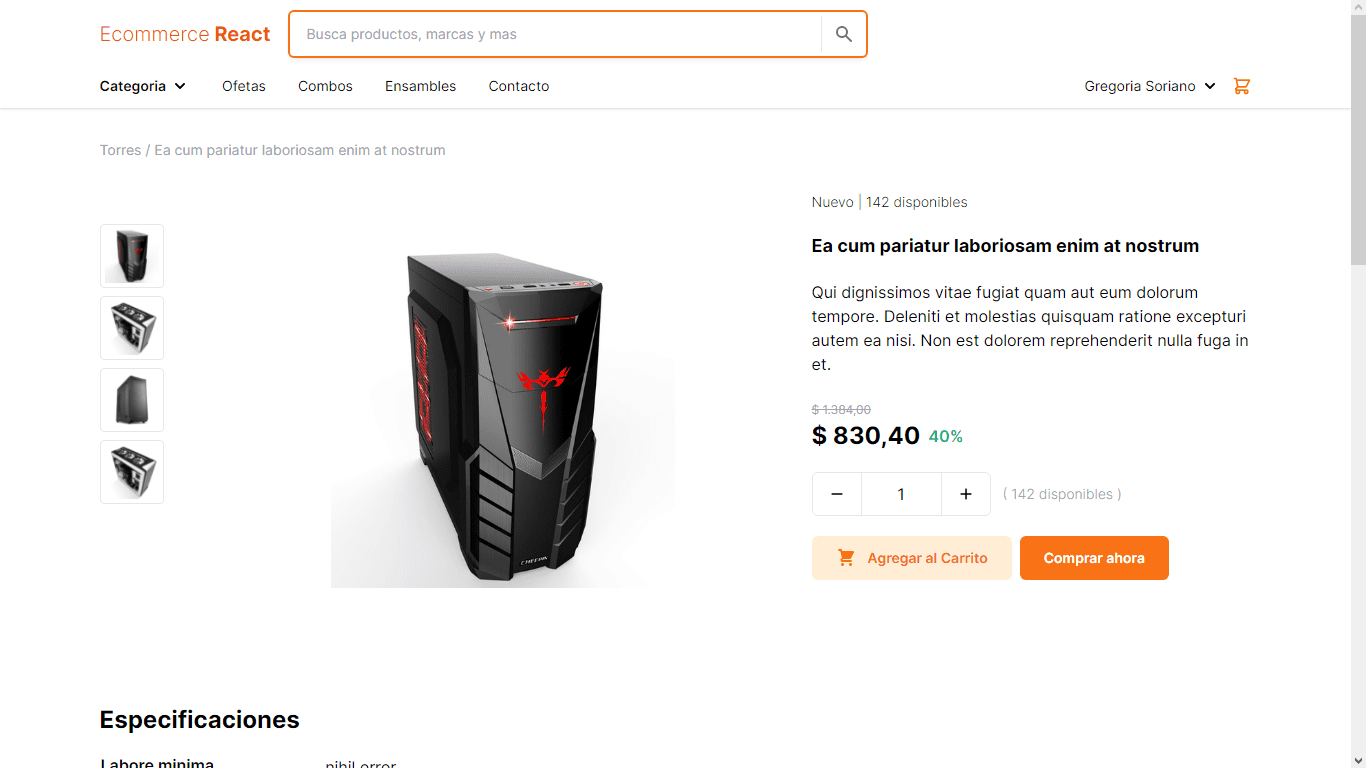 Ecommerce React
Busca productos, marcas y mas
Categoria
Ofetas
Combos
Ensambles
Contacto
Gregoria Soriano
Torres / Ea cum pariatur laboriosam enim at nostrum
Nuevo | 142 disponibles
Ea cum pariatur laboriosam enim at nostrum
Qui dignissimos vitae fugiat quam aut eum dolorum
tempore. Deleniti et molestias quisquam ratione excepturi
autem ea nisi. Non est dolorem reprehenderit nulla fuga in
et.
$ 1.384,00
$ 830,40 40%
− 1 + ( 142 disponibles )
Agregar al Carrito
Comprar ahora
Especificaciones
Labore minima
nihil error